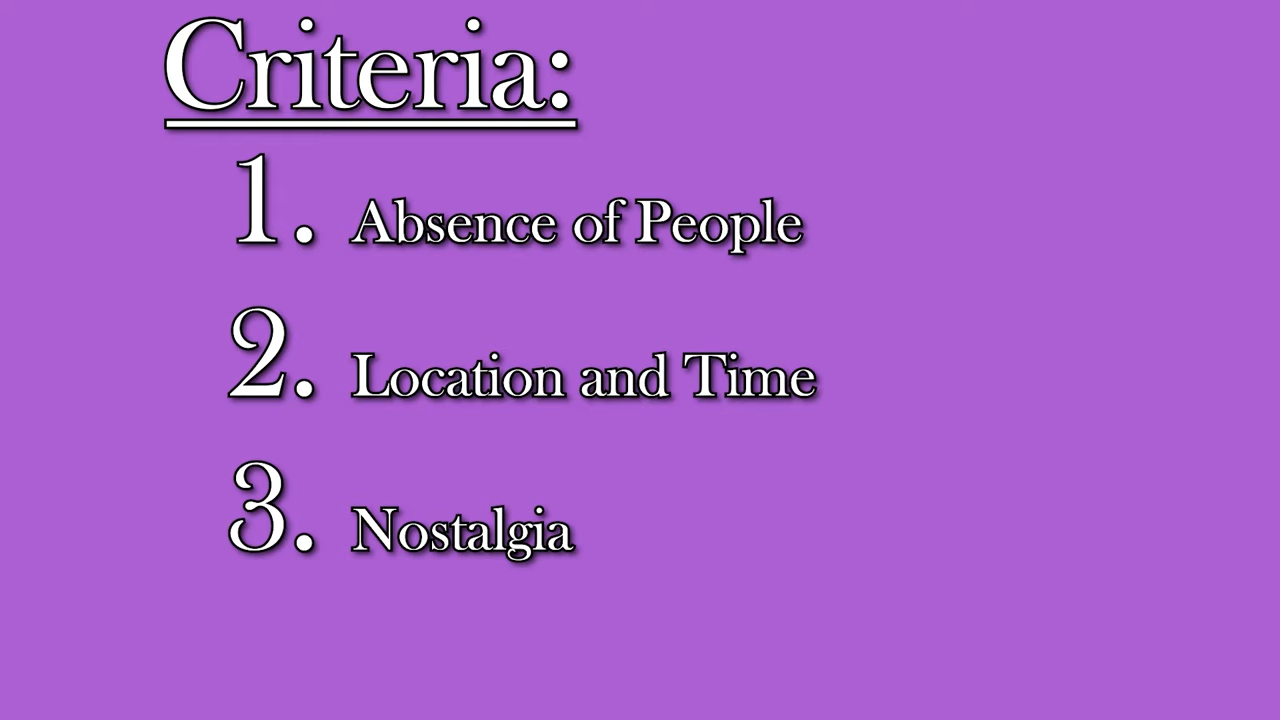 Criteria:
1. Absence of People
2. Location and Time
3. Nostalgia